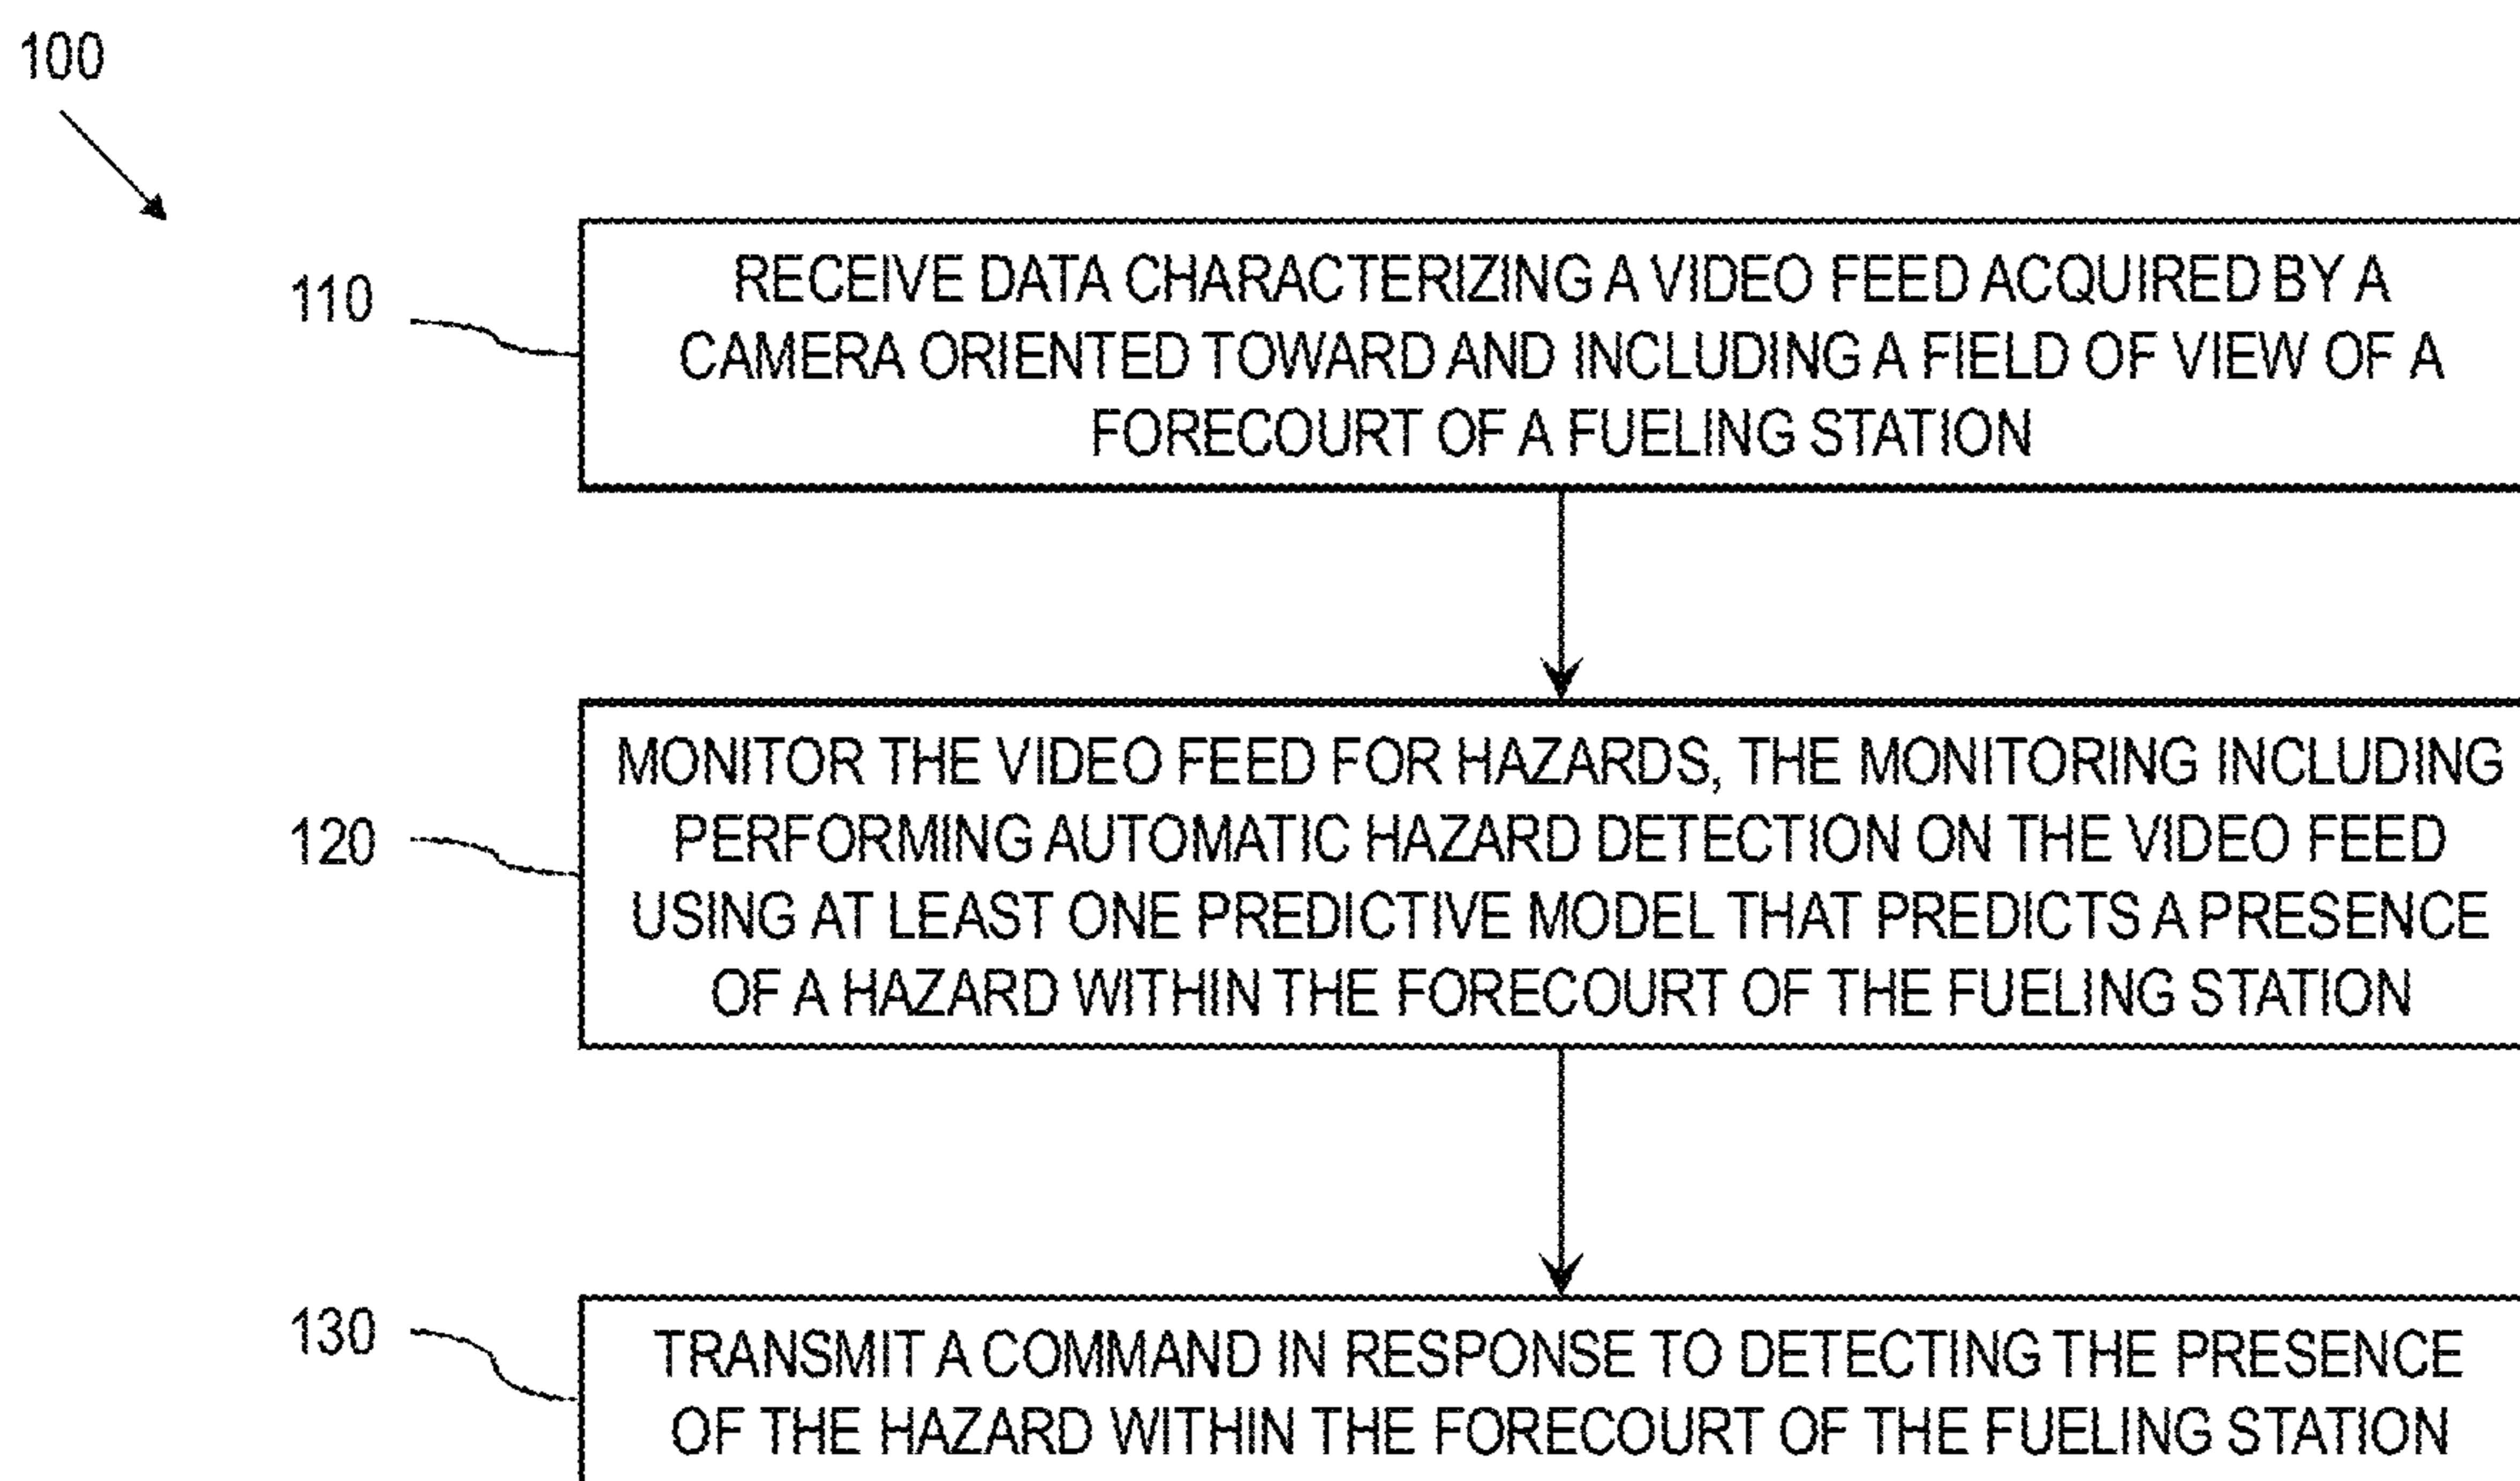 100
110
RECEIVE DATA CHARACTERIZING A VIDEO FEED ACQUIRED BY A
CAMERA ORIENTED TOWARD AND INCLUDING A FIELD OF VIEW OF A
FORECOURT OF A FUELING STATION
120
MONITOR THE VIDEO FEED FOR HAZARDS, THE MONITORING INCLUDING
PERFORMING AUTOMATIC HAZARD DETECTION ON THE VIDEO FEED
USING AT LEAST ONE PREDICTIVE MODEL THAT PREDICTS A PRESENCE
OF A HAZARD WITHIN THE FORECOURT OF THE FUELING STATION
130
TRANSMIT A COMMAND IN RESPONSE TO DETECTING THE PRESENCE
OF THE HAZARD WITHIN THE FORECOURT OF THE FUELING STATION